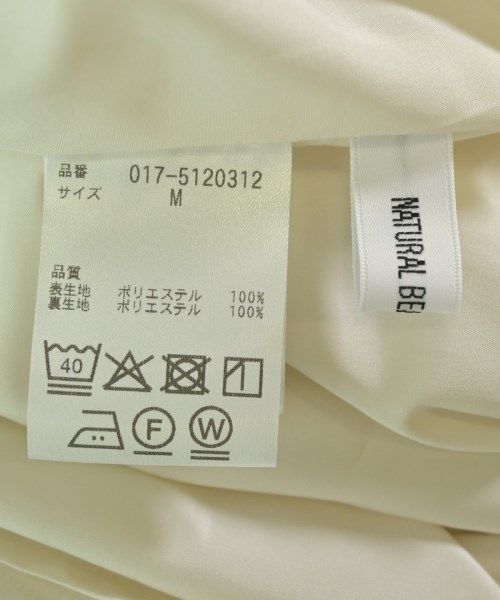 品番 017-5120312
サイズ M
品質
表生地 ポリエステル 100%
裏生地 ポリエステル 100%
40
F W
NATURAL BE